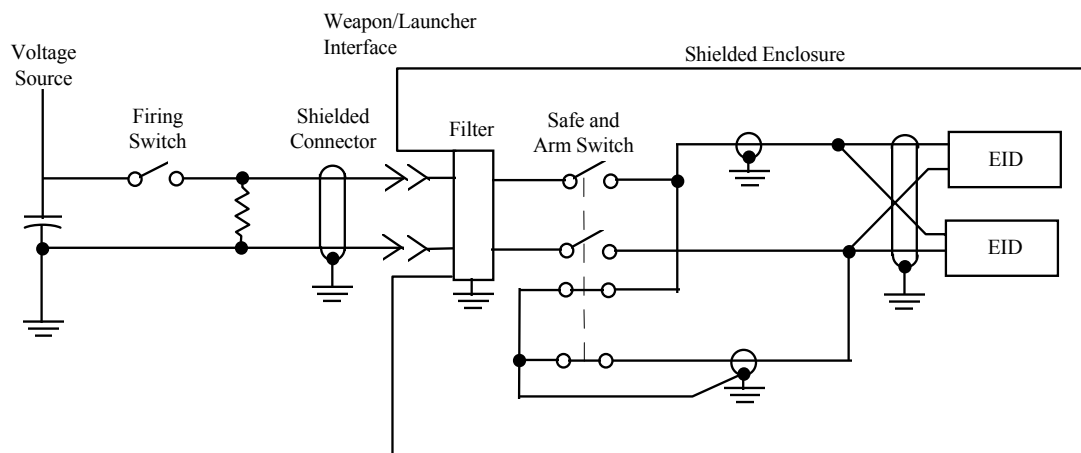 Weapon/Launcher
Interface
Voltage
Source
Shielded Enclosure
Firing
Switch
Shielded
Connector
Filter
Safe and
Arm Switch
EID
EID